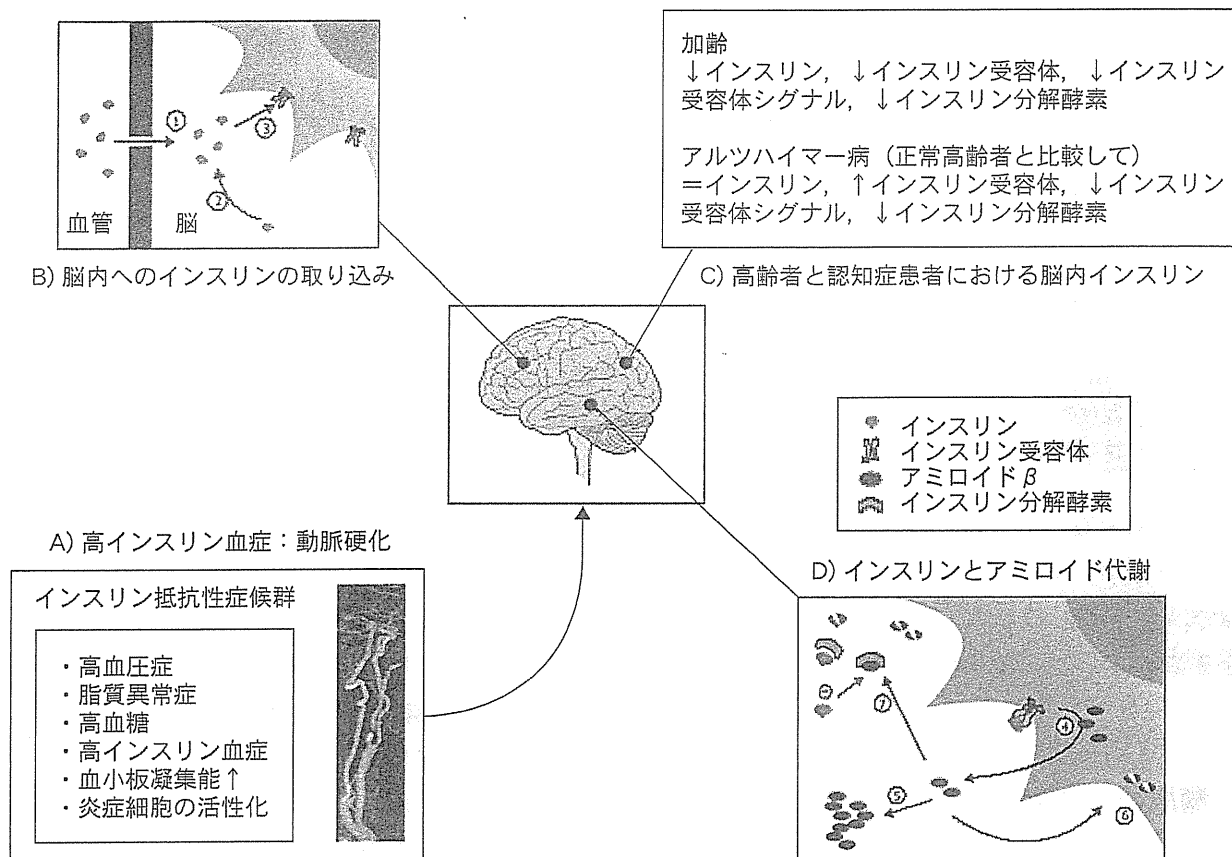 ①
②
③
血管
脳
B) 脳内へのインスリンの取り込み
加齢
↓インスリン，↓インスリン受容体，↓インスリン
受容体シグナル，↓インスリン分解酵素
アルツハイマー病（正常高齢者と比較して）
＝インスリン，↑インスリン受容体，↓インスリン
受容体シグナル，↓インスリン分解酵素
C) 高齢者と認知症患者における脳内インスリン
インスリン
インスリン受容体
アミロイドβ
インスリン分解酵素
A) 高インスリン血症：動脈硬化
インスリン抵抗性症候群
・高血圧症
・脂質異常症
・高血糖
・高インスリン血症
・血小板凝集能↑
・炎症細胞の活性化
D) インスリンとアミロイド代謝
⊖
⑦
④
⑤
⑥